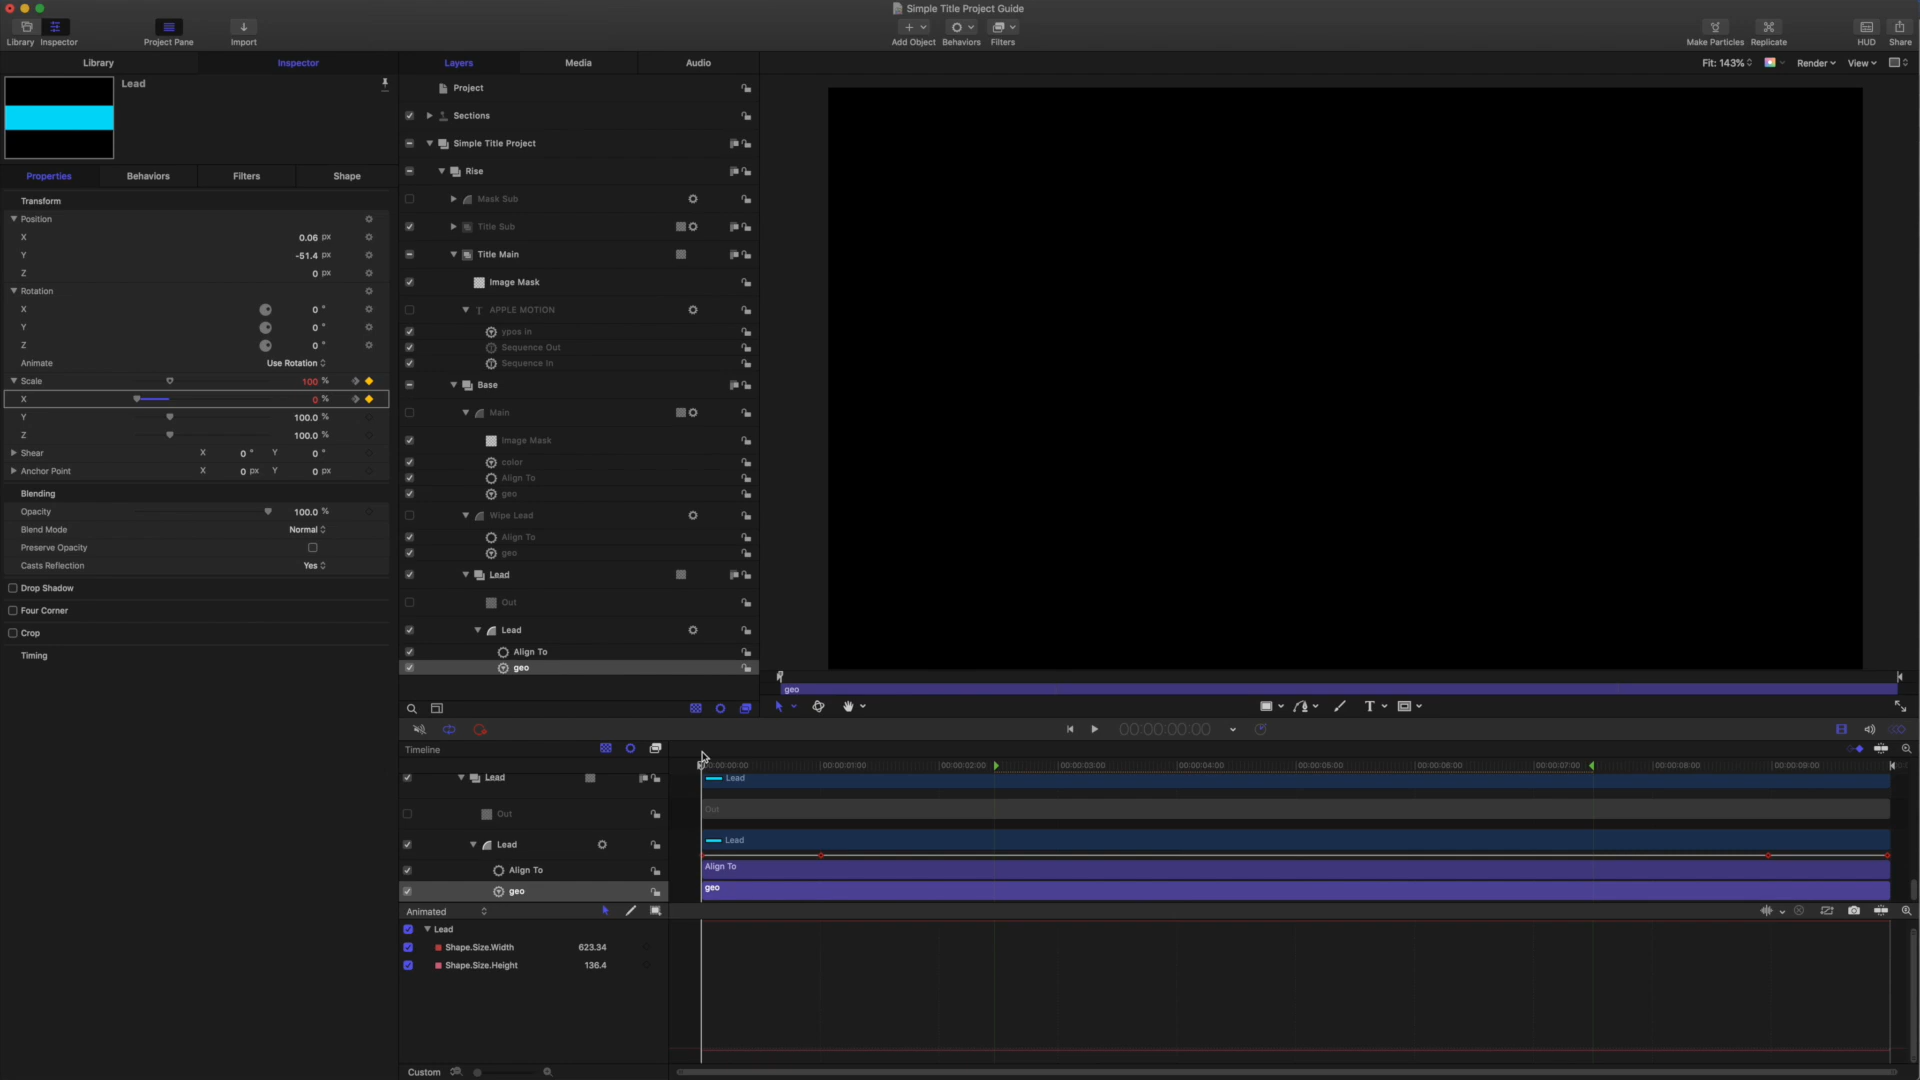 Simple Title Project Guide
Library Inspector Project Pane Import Add Object Behaviors Filters Make Particles Replicate HUD Share
Library Inspector Layers Media Audio Fit: 143% Render View
Lead
Properties Behaviors Filters Shape
Transform
Position
X 0.06 px
Y -51.4 px
Z 0 px
Rotation
X 0 °
Y 0 °
Z 0 °
Animate Use Rotation
Scale 100 %
X 0 %
Y 100.0 %
Z 100.0 %
Shear X 0 ° Y 0 °
Anchor Point X 0 px Y 0 px
Blending
Opacity 100.0 %
Blend Mode Normal
Preserve Opacity
Casts Reflection Yes
Drop Shadow
Four Corner
Crop
Timing
Project
Sections
Simple Title Project
Rise
Mask Sub
Title Sub
Title Main
Image Mask
T APPLE MOTION
ypos in
Sequence Out
Sequence In
Base
Main
Image Mask
color
Align To
geo
Wipe Lead
Align To
geo
Lead
Out
Lead
Align To
geo
geo
T
00:00:00:00
Timeline
00:00:00:00 00:00:01:00 00:00:02:00 00:00:03:00 00:00:04:00 00:00:05:00 00:00:06:00 00:00:07:00 00:00:08:00 00:00:09:00
Lead Lead
Out Out
Lead Lead
Align To Align To
geo geo
Animated
Lead
Shape.Size.Width 623.34
Shape.Size.Height 136.4
Custom